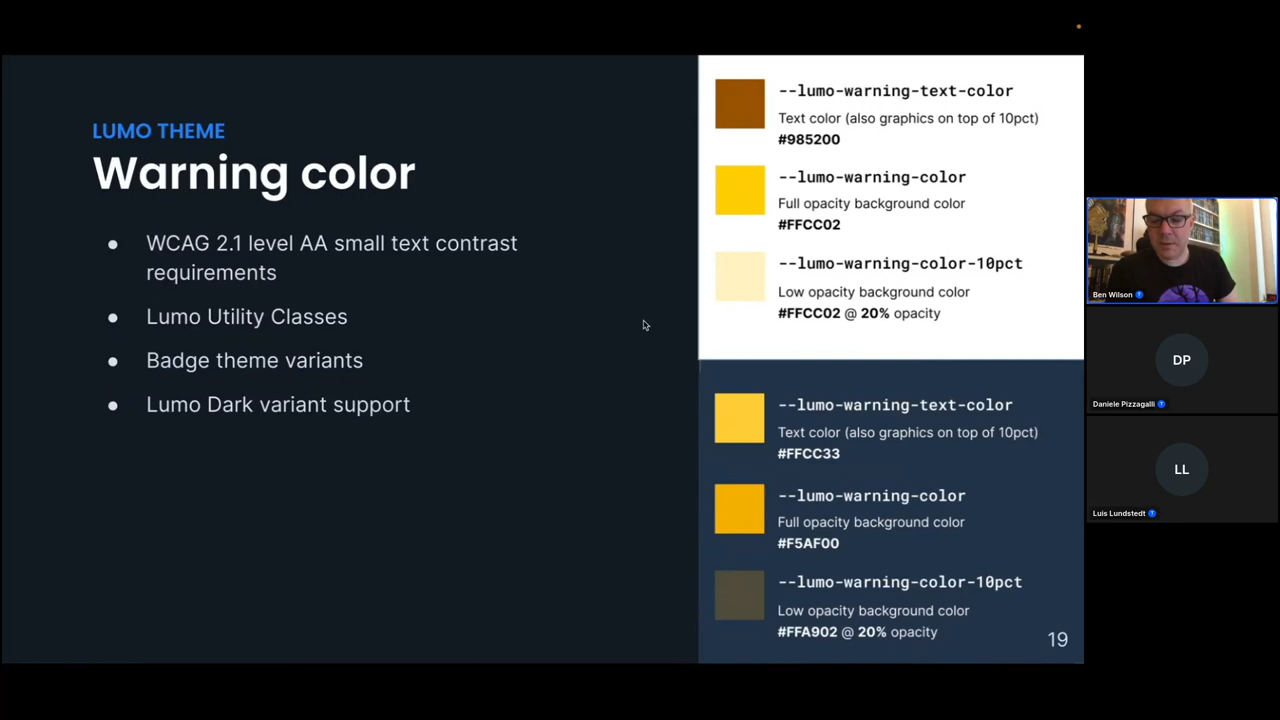 LUMO THEME
Warning color
● WCAG 2.1 level AA small text contrast
requirements
● Lumo Utility Classes
● Badge theme variants
● Lumo Dark variant support
--lumo-warning-text-color
Text color (also graphics on top of 10pct)
#985200
--lumo-warning-color
Full opacity background color
#FFCC02
--lumo-warning-color-10pct
Low opacity background color
#FFCC02 @ 20% opacity
--lumo-warning-text-color
Text color (also graphics on top of 10pct)
#FFCC33
--lumo-warning-color
Full opacity background color
#F5AF00
--lumo-warning-color-10pct
Low opacity background color
#FFA902 @ 20% opacity
19
Ben Wilson
DP
Daniele Pizzagalli
LL
Luis Lundstedt